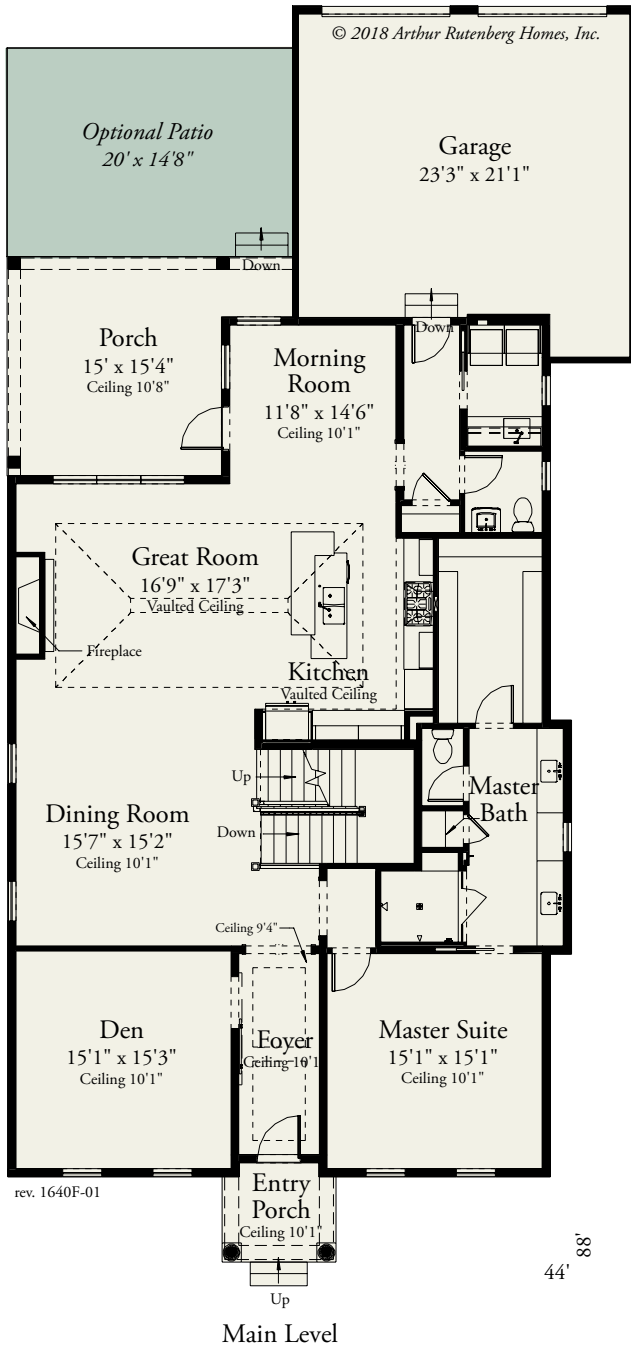 © 2018 Arthur Rutenberg Homes, Inc.
Optional Patio
20' x 14'8"
Garage
23'3" x 21'1"
Down
Down
Porch
15' x 15'4"
Ceiling 10'8"
Morning
Room
11'8" x 14'6"
Ceiling 10'1"
Great Room
16'9" x 17'3"
Vaulted Ceiling
Fireplace
Kitchen
Vaulted Ceiling
Up
Down
Master
Bath
Dining Room
15'7" x 15'2"
Ceiling 10'1"
Ceiling 9'4"
Den
15'1" x 15'3"
Ceiling 10'1"
Foyer
Ceiling 10'1
Master Suite
15'1" x 15'1"
Ceiling 10'1"
rev. 1640F-01
Entry
Porch
Ceiling 10'1"
Up
88'
44'
Main Level